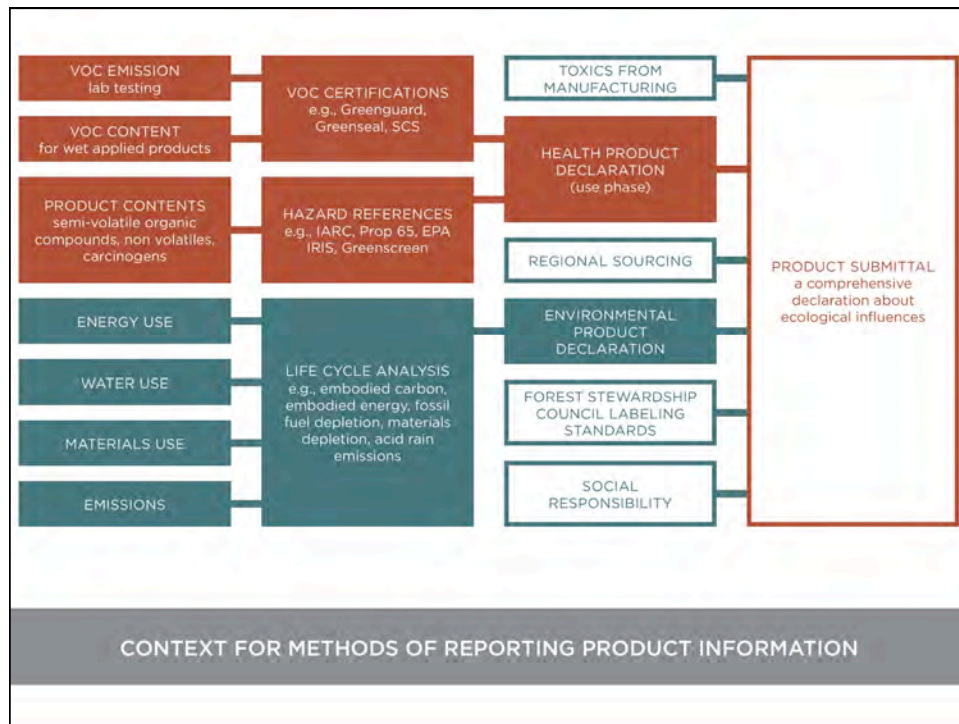 VOC EMISSION
lab testing
VOC CONTENT
for wet applied products
PRODUCT CONTENTS
semi-volatile organic
compounds, non volatiles,
carcinogens
ENERGY USE
WATER USE
MATERIALS USE
EMISSIONS
VOC CERTIFICATIONS
e.g., Greenguard,
Greenseal, SCS
HAZARD REFERENCES
e.g., IARC, Prop 65, EPA
IRIS, Greenscreen
LIFE CYCLE ANALYSIS
e.g., embodied carbon,
embodied energy, fossil
fuel depletion, materials
depletion, acid rain
emissions
TOXICS FROM
MANUFACTURING
HEALTH PRODUCT
DECLARATION
(use phase)
REGIONAL SOURCING
ENVIRONMENTAL
PRODUCT
DECLARATION
FOREST STEWARDSHIP
COUNCIL LABELING
STANDARDS
SOCIAL
RESPONSIBILITY
PRODUCT SUBMITTAL
a comprehensive
declaration about
ecological influences
CONTEXT FOR METHODS OF REPORTING PRODUCT INFORMATION